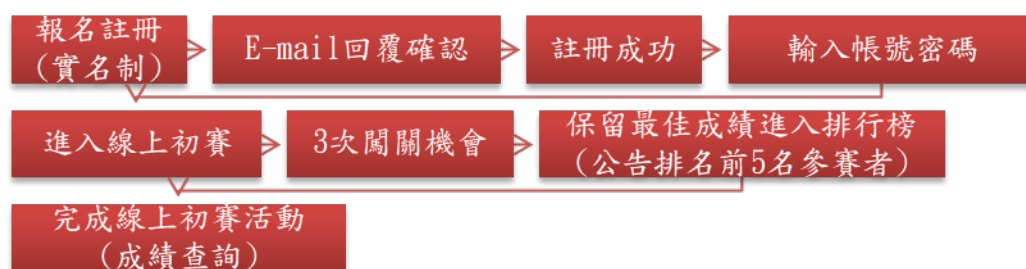 報名註冊
(實名制)
E-mail回覆確認
註冊成功
輸入帳號密碼
進入線上初賽
3次闖關機會
保留最佳成績進入排行榜
(公告排名前5名參賽者)
完成線上初賽活動
(成績查詢)